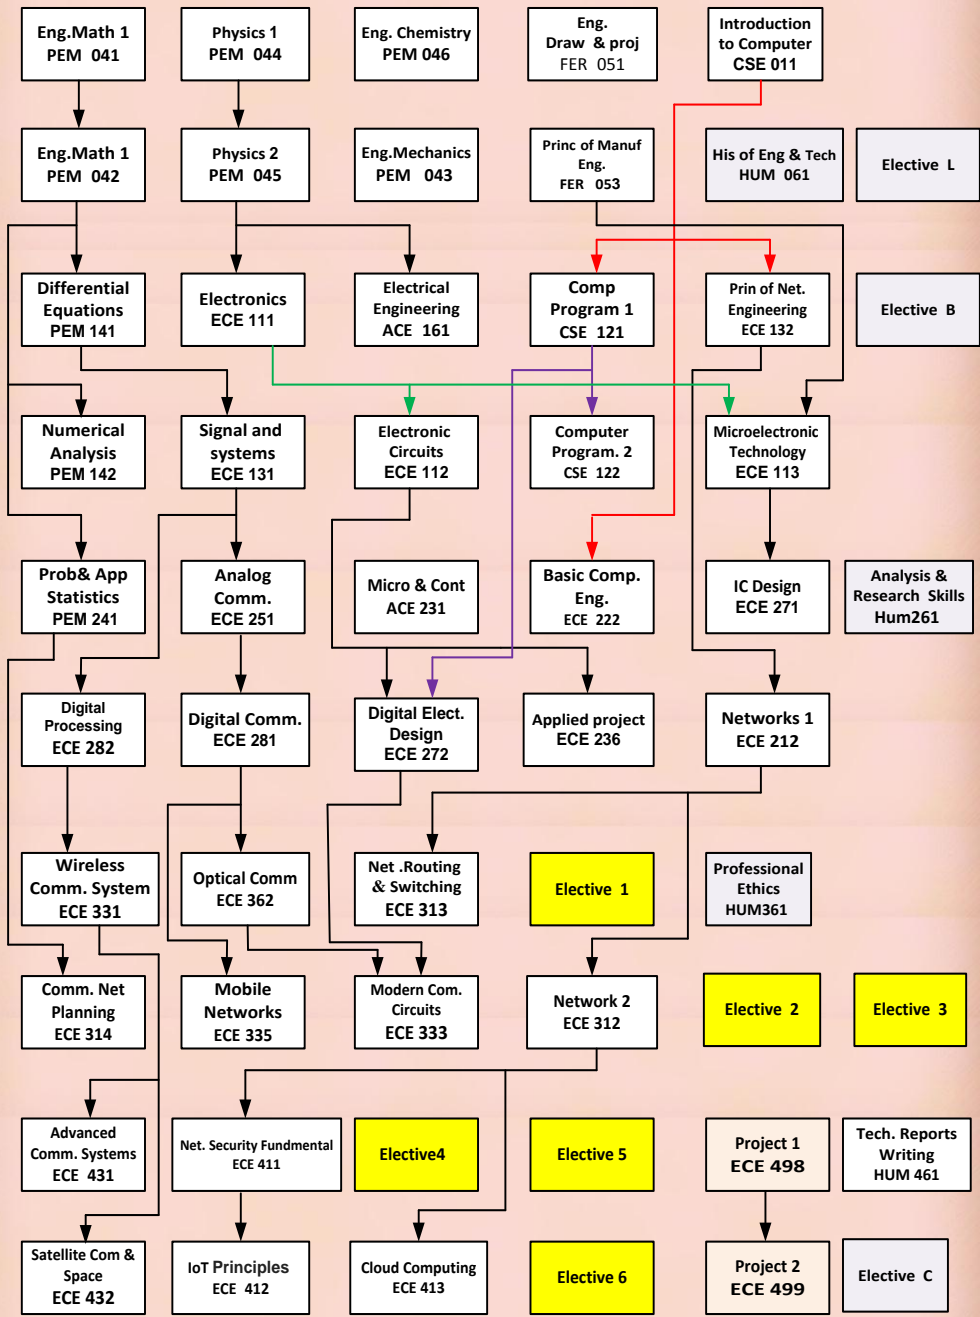 Eng.Math 1
PEM 041
Physics 1
PEM 044
Eng. Chemistry
PEM 046
Eng.
Draw & proj
FER 051
Introduction
to Computer
CSE 011
Eng.Math 1
PEM 042
Physics 2
PEM 045
Eng.Mechanics
PEM 043
Princ of Manuf
Eng.
FER 053
His of Eng & Tech
HUM 061
Elective L
Differential
Equations
PEM 141
Electronics
ECE 111
Electrical
Engineering
ACE 161
Comp
Program 1
CSE 121
Prin of Net.
Engineering
ECE 132
Elective B
Numerical
Analysis
PEM 142
Signal and
systems
ECE 131
Electronic
Circuits
ECE 112
Computer
Program. 2
CSE 122
Microelectronic
Technology
ECE 113
Prob& App
Statistics
PEM 241
Analog
Comm.
ECE 251
Micro & Cont
ACE 231
Basic Comp.
Eng.
ECE 222
IC Design
ECE 271
Analysis &
Research Skills
Hum261
Digital
Processing
ECE 282
Digital Comm.
ECE 281
Digital Elect.
Design
ECE 272
Applied project
ECE 236
Networks 1
ECE 212
Wireless
Comm. System
ECE 331
Optical Comm
ECE 362
Net .Routing
& Switching
ECE 313
Elective 1
Professional
Ethics
HUM361
Comm. Net
Planning
ECE 314
Mobile
Networks
ECE 335
Modern Com.
Circuits
ECE 333
Network 2
ECE 312
Elective 2
Elective 3
Advanced
Comm. Systems
ECE 431
Net. Security Fundmental
ECE 411
Elective4
Elective 5
Project 1
ECE 498
Tech. Reports
Writing
HUM 461
Satellite Com &
Space
ECE 432
IoT Principles
ECE 412
Cloud Computing
ECE 413
Elective 6
Project 2
ECE 499
Elective C